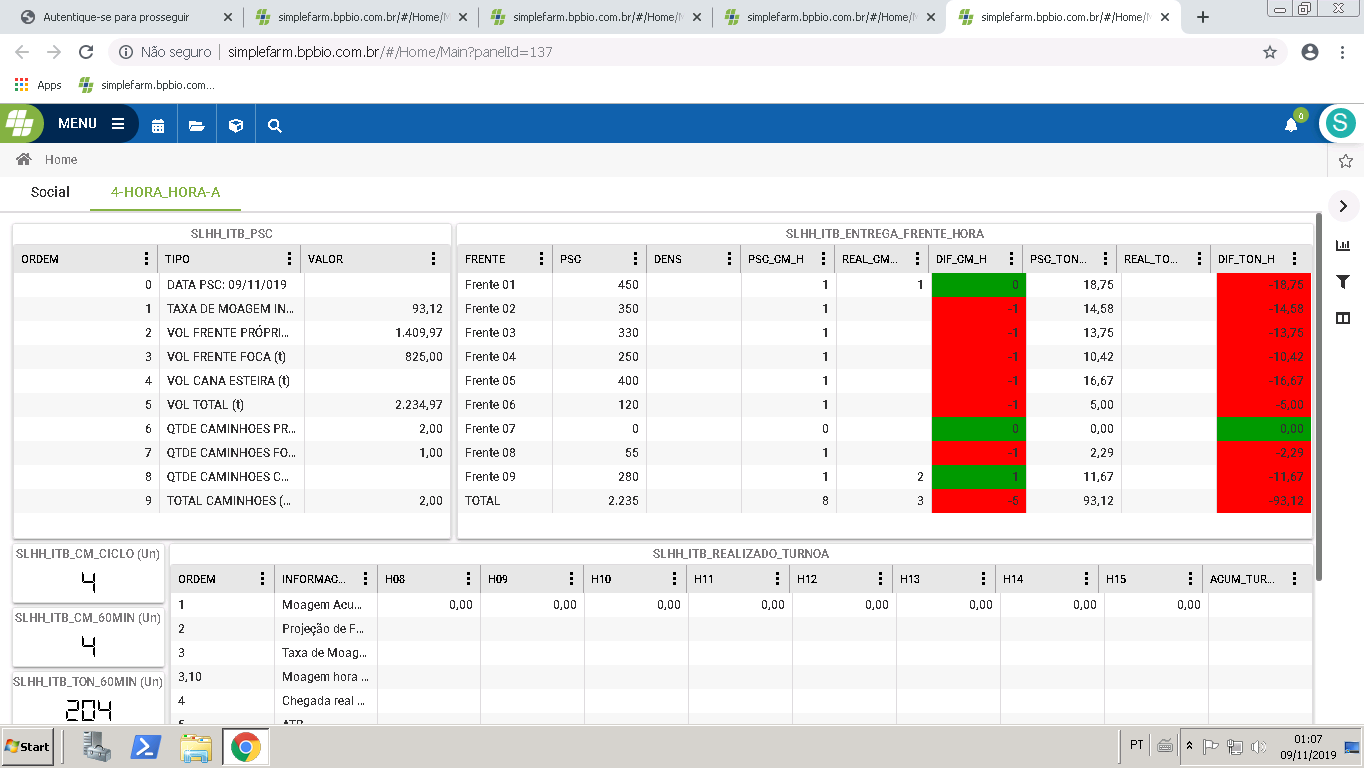 Autentique-se para prosseguir
simplefarm.bpbio.com.br/#/Home/M
simplefarm.bpbio.com.br/#/Home/M
simplefarm.bpbio.com.br/#/Home/M
simplefarm.bpbio.com.br/#/Home/M
Não seguro simplefarm.bpbio.com.br/#/Home/Main?panelId=137
Apps simplefarm.bpbio.com....
MENU 0 S
Home
Social 4-HORA_HORA-A
SLHH_ITB_PSC
ORDEM TIPO VALOR
0 DATA PSC: 09/11/019
1 TAXA DE MOAGEM IN... 93,12
2 VOL FRENTE PRÓPRI... 1.409,97
3 VOL FRENTE FOCA (t) 825,00
4 VOL CANA ESTEIRA (t)
5 VOL TOTAL (t) 2.234,97
6 QTDE CAMINHOES PR... 2,00
7 QTDE CAMINHOES FO... 1,00
8 QTDE CAMINHOES C...
9 TOTAL CAMINHOES (... 2,00
SLHH_ITB_ENTREGA_FRENTE_HORA
FRENTE PSC DENS PSC_CM_H REAL_CM... DIF_CM_H PSC_TON... REAL_TO... DIF_TON_H
Frente 01 450 1 1 0 18,75 -18,75
Frente 02 350 1 -1 14,58 -14,58
Frente 03 330 1 -1 13,75 -13,75
Frente 04 250 1 -1 10,42 -10,42
Frente 05 400 1 -1 16,67 -16,67
Frente 06 120 1 -1 5,00 -5,00
Frente 07 0 0 0 0,00 0,00
Frente 08 55 1 -1 2,29 -2,29
Frente 09 280 1 2 1 11,67 -11,67
TOTAL 2.235 8 3 -5 93,12 -93,12
SLHH_ITB_CM_CICLO (Un)
4
SLHH_ITB_CM_60MIN (Un)
4
SLHH_ITB_TON_60MIN (Un)
204
SLHH_ITB_REALIZADO_TURNOA
ORDEM INFORMAC... H08 H09 H10 H11 H12 H13 H14 H15 ACUM_TUR...
1 Moagem Acu... 0,00 0,00 0,00 0,00 0,00 0,00 0,00 0,00
2 Projeção de F...
3 Taxa de Moag...
3,10 Moagem hora ...
4 Chegada real ...
5 ATR
Start PT 01:07
09/11/2019